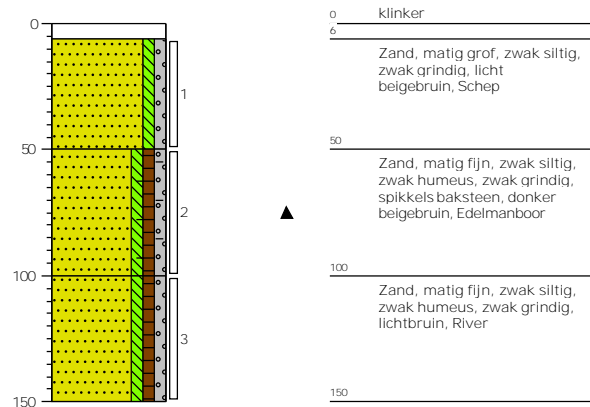 0
50
100
150
1
2
3
0 klinker
6
Zand, matig grof, zwak siltig,
zwak grindig, licht
beigebruin, Schep
50
Zand, matig fijn, zwak siltig,
zwak humeus, zwak grindig,
spikkels baksteen, donker
beigebruin, Edelmanboor
100
Zand, matig fijn, zwak siltig,
zwak humeus, zwak grindig,
lichtbruin, River
150